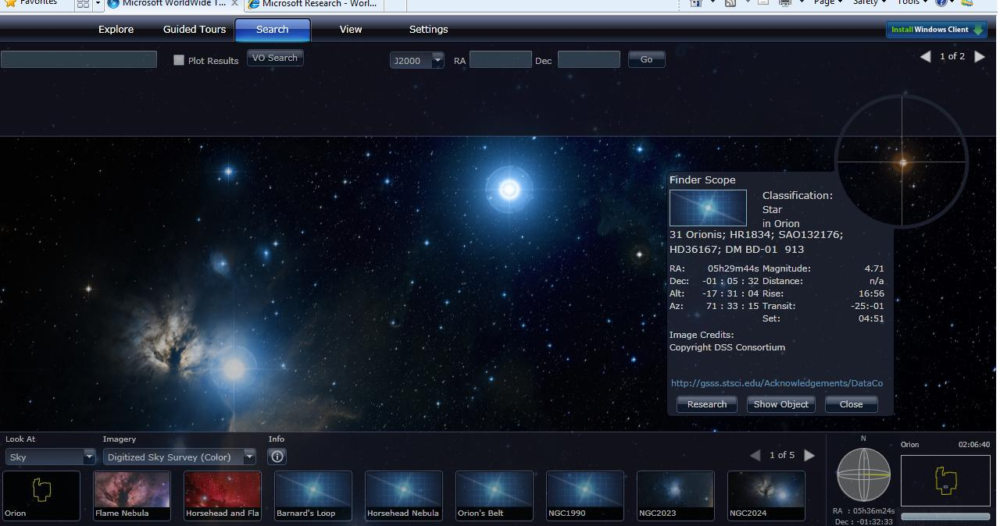 Favorites
Microsoft WorldWide T...
Microsoft Research - Worl...
Page
Safety
Tools
Explore
Guided Tours
Search
View
Settings
Install Windows Client
Plot Results
VO Search
J2000
RA
Dec
Go
1 of 2
Finder Scope
Classification:
Star
in Orion
31 Orionis; HR1834; SAO132176;
HD36167; DM BD-01 913
RA: 05h29m44s Magnitude: 4.71
Dec: -01 : 05 : 32 Distance: n/a
Alt: -17 : 31 : 04 Rise: 16:56
Az: 71 : 33 : 15 Transit: -25:-01
Set: 04:51
Image Credits:
Copyright DSS Consortium
http://gsss.stsci.edu/Acknowledgements/DataCo
Research
Show Object
Close
Look At
Imagery
Info
Sky
Digitized Sky Survey (Color)
1 of 5
Orion
Flame Nebula
Horsehead and Fla
Barnard's Loop
Horsehead Nebula
Orion's Belt
NGC1990
NGC2023
NGC2024
N
RA : 05h36m24s
Dec : -01:32:33
Orion
02:06:40